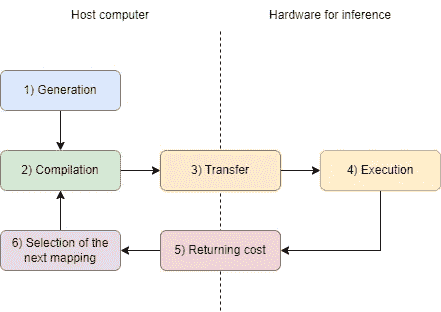 Host computer
Hardware for inference
1) Generation
2) Compilation
3) Transfer
4) Execution
6) Selection of the
next mapping
5) Returning cost